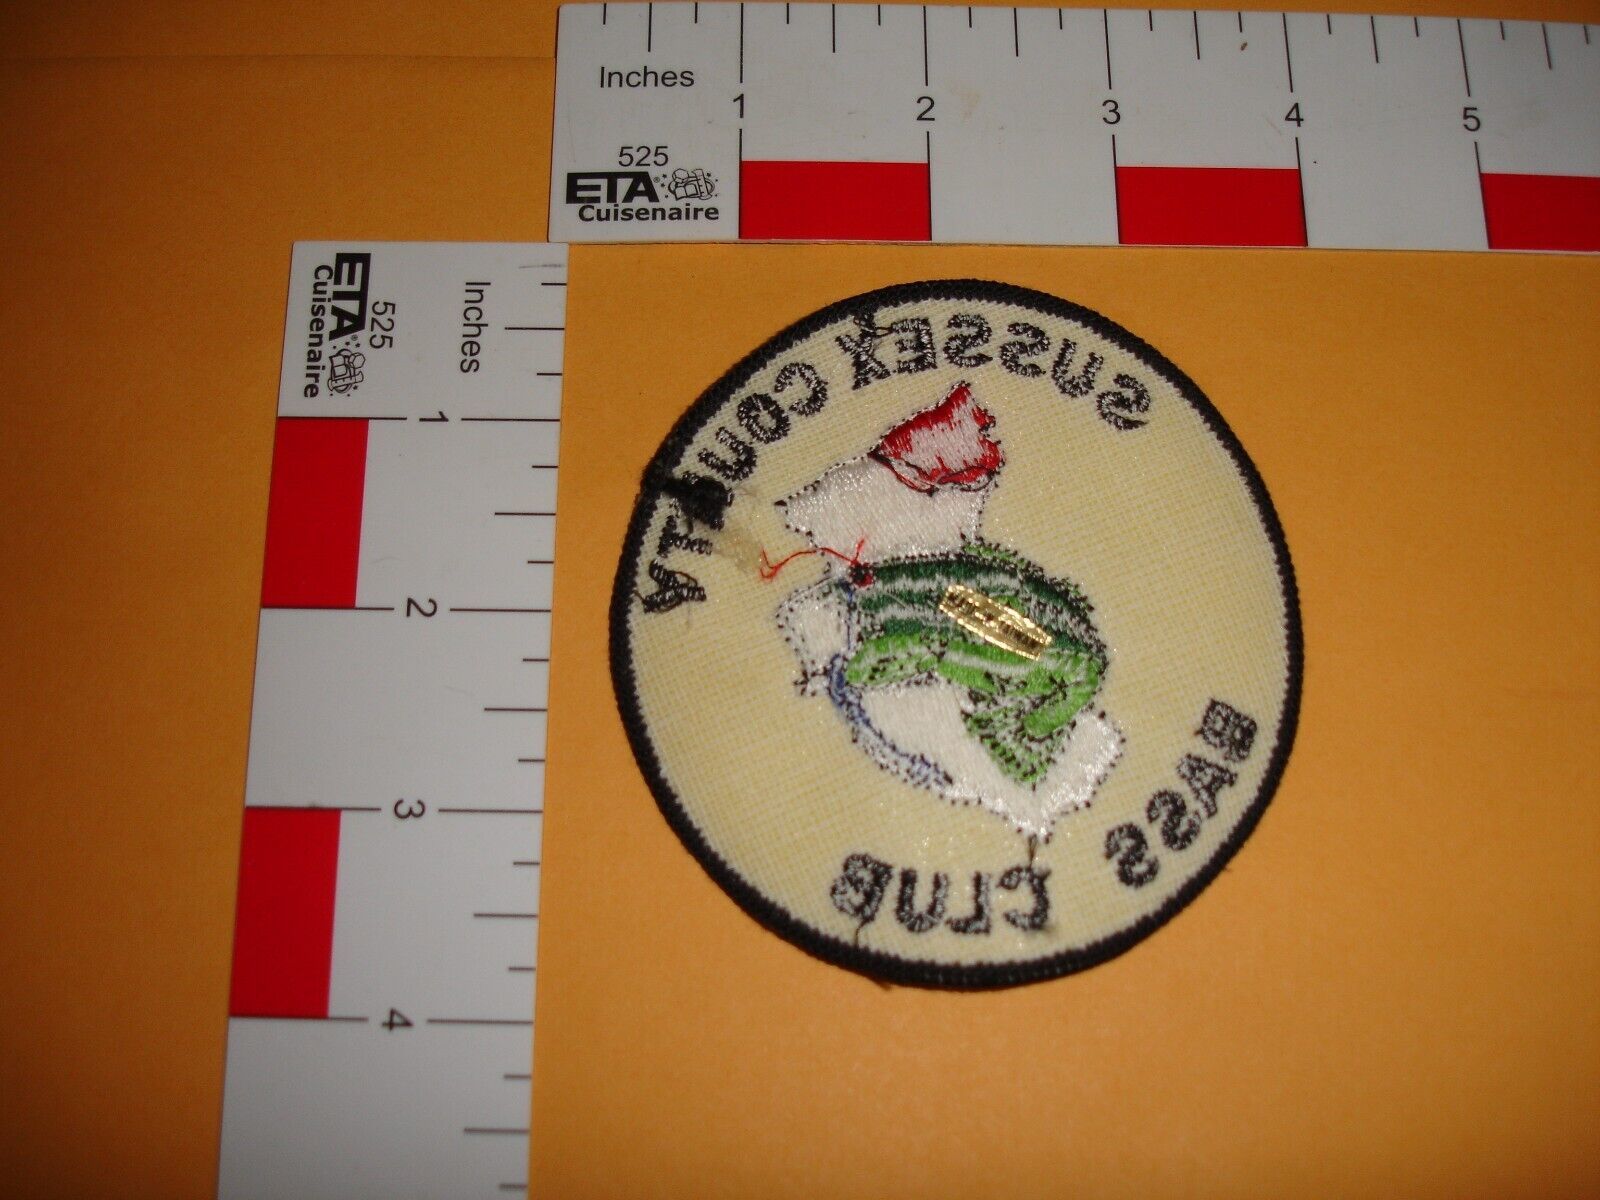 Inches
1 2 3 4 5
525
ETA
Cuisenaire
ETA
Cuisenaire
525
Inches
1
2
3
4
SUSSEX COUNTY
BASS
CLUB